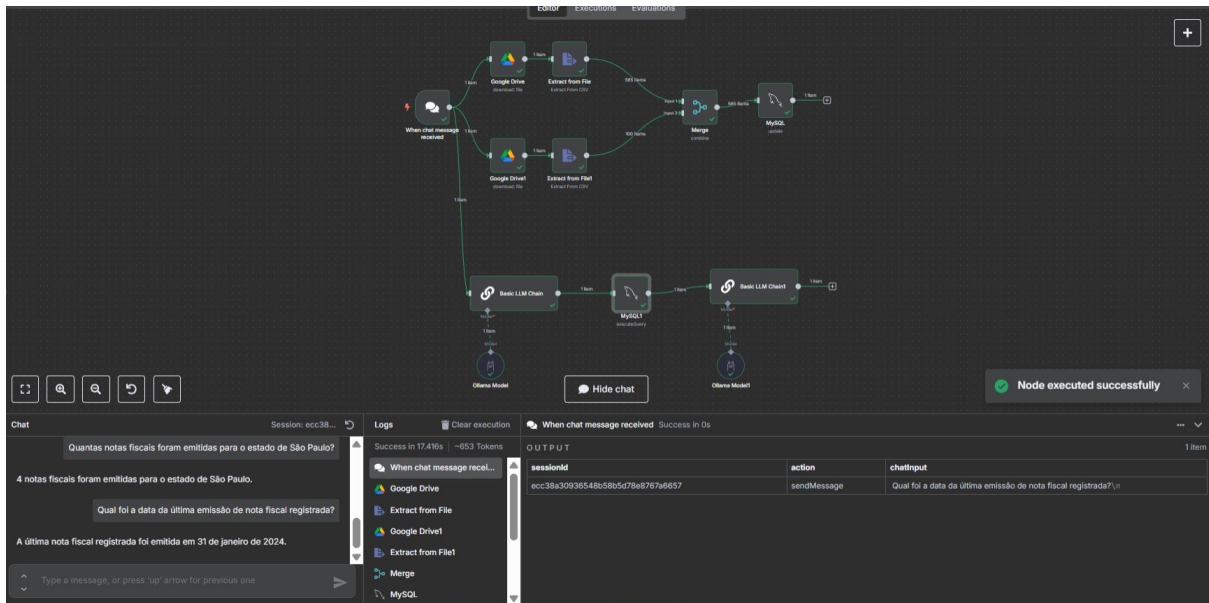 Editor Executions Evaluations
1 item
Google Drive
download: file
1 item
Extract from File
Extract From CSV
565 items
When chat message
received
1 item
Google Drive1
download: file
1 item
Extract from File1
Extract From CSV
100 items
Input 1
Merge
combine
565 items
MySQL
update
1 item
1 item
Basic LLM Chain
Model
1 item
Model
Ollama Model
1 item
MySQL1
executeQuery
1 item
Basic LLM Chain1
1 item
Model
1 item
Model
Ollama Model1
Hide chat
Node executed successfully
Chat
Session: ecc38...
Quantas notas fiscais foram emitidas para o estado de São Paulo?
4 notas fiscais foram emitidas para o estado de São Paulo.
Qual foi a data da última emissão de nota fiscal registrada?
A última nota fiscal registrada foi emitida em 31 de janeiro de 2024.
Type a message, or press 'up' arrow for previous one
Logs
Clear execution
Success in 17.416s | ~653 Tokens
When chat message recei...
Google Drive
Extract from File
Google Drive1
Extract from File1
Merge
MySQL
When chat message received Success in 0s
OUTPUT
1 item
sessionId action chatInput
ecc38a30936548b58b5d78e8767a6657 sendMessage Qual foi a data da última emissão de nota fiscal registrada?\n